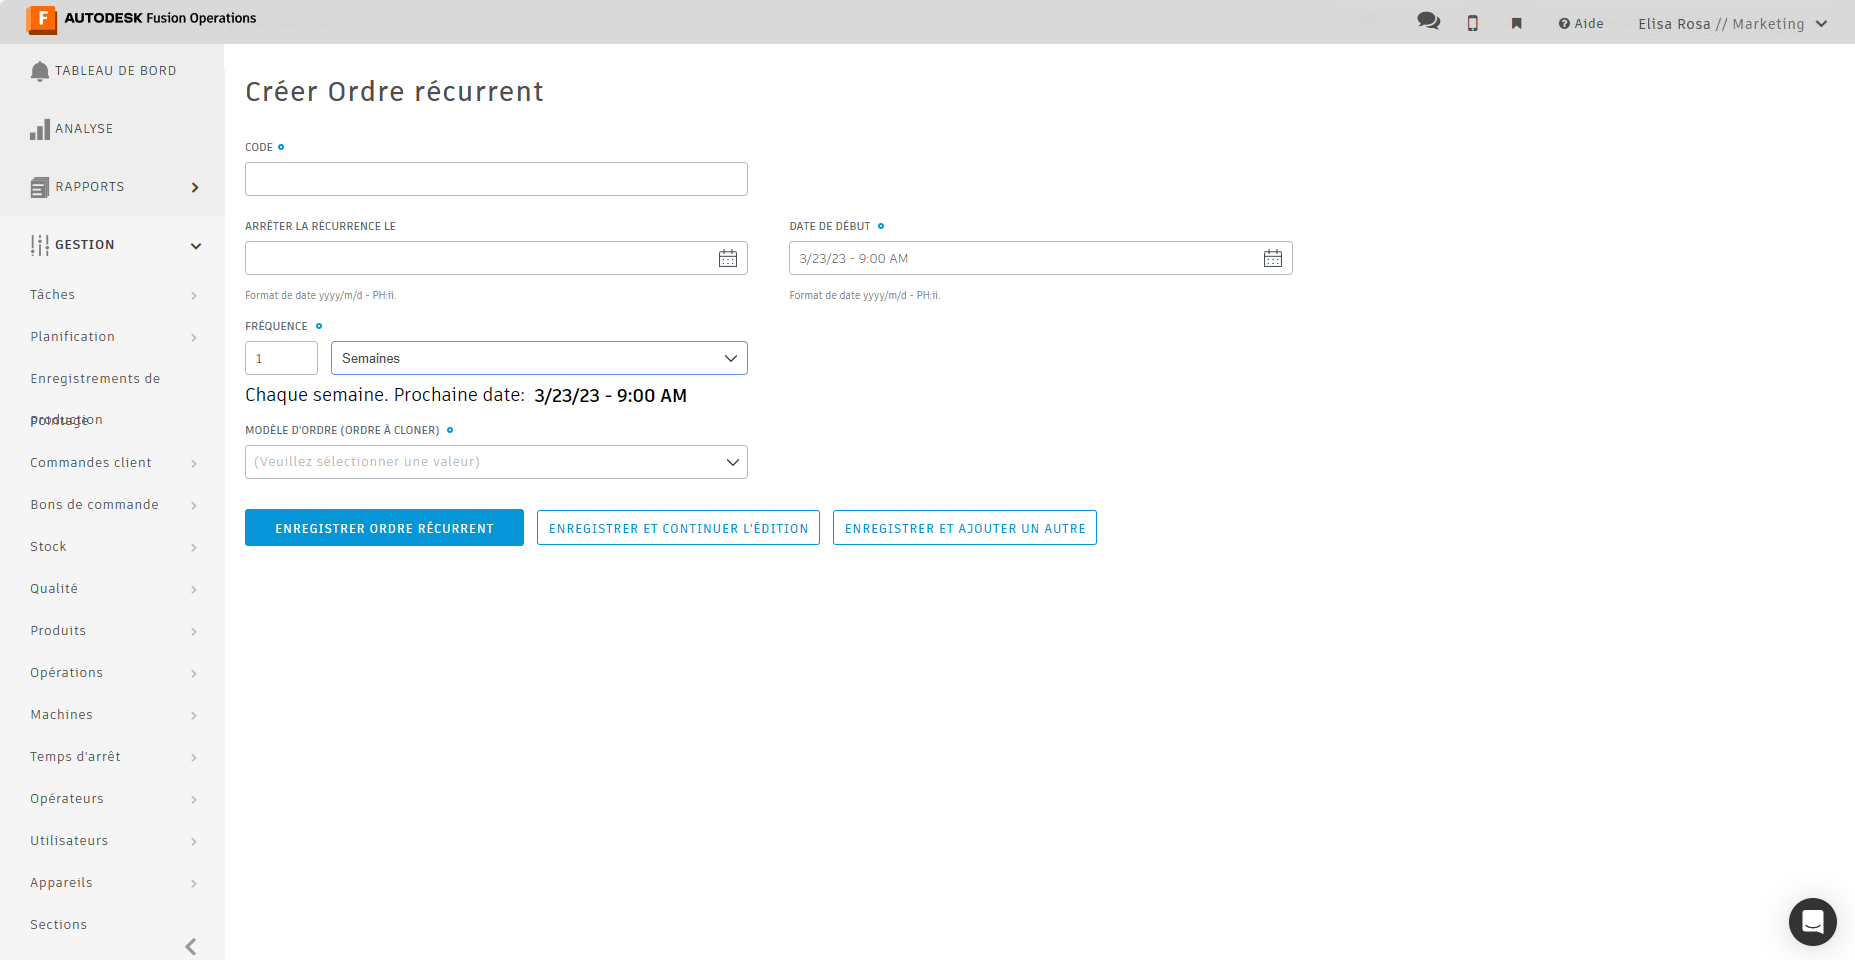 F AUTODESK Fusion Operations
Aide
Elisa Rosa // Marketing
TABLEAU DE BORD
ANALYSE
RAPPORTS
GESTION
Tâches
Planification
Enregistrements de
production
Pointage
Commandes client
Bons de commande
Stock
Qualité
Produits
Opérations
Machines
Temps d'arrêt
Opérateurs
Utilisateurs
Appareils
Sections
Créer Ordre récurrent
CODE
ARRÊTER LA RÉCURRENCE LE
DATE DE DÉBUT
3/23/23 - 9:00 AM
Format de date yyyy/m/d - PH:ii.
Format de date yyyy/m/d - PH:ii.
FRÉQUENCE
1
Semaines
Chaque semaine. Prochaine date: 3/23/23 - 9:00 AM
MODÈLE D'ORDRE (ORDRE À CLONER)
(Veuillez sélectionner une valeur)
ENREGISTRER ORDRE RÉCURRENT
ENREGISTRER ET CONTINUER L'ÉDITION
ENREGISTRER ET AJOUTER UN AUTRE